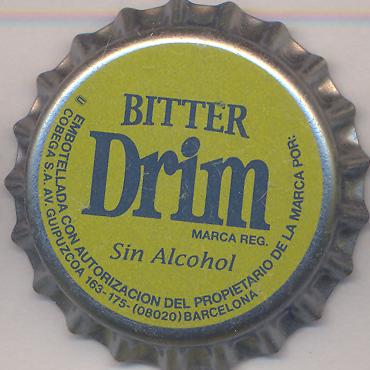 BITTER
Drim
MARCA REG.
Sin Alcohol
EMBOTELLADA CON AUTORIZACION DEL PROPIETARIO DE LA MARCA POR:
COBEGA S.A. AV. GUIPUZCOA 163-175-(08020) BARCELONA